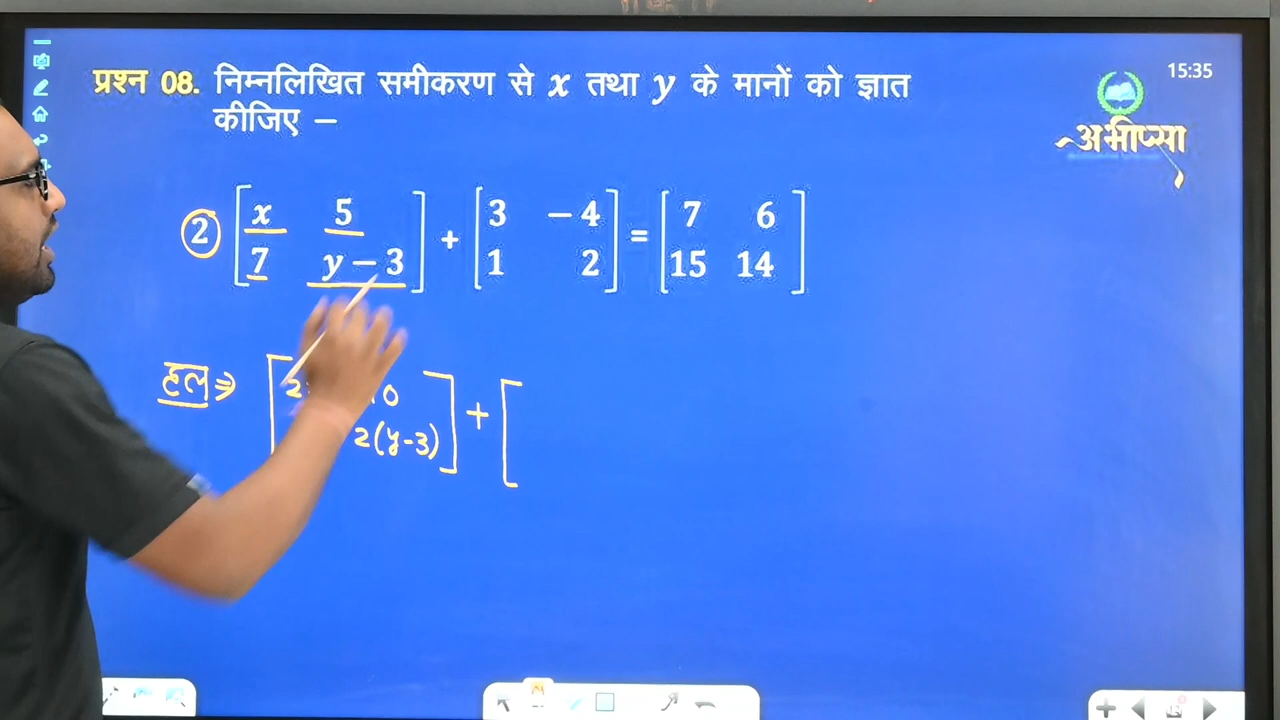 15:35
प्रश्न 08. निम्नलिखित समीकरण से x तथा y के मानों को ज्ञात
कीजिए –
अभीप्सा
2 [x 5 7 y – 3] + [3 – 4 1 2] = [7 6 15 14]
हल ⇒ [2 0 2(y-3)] + [